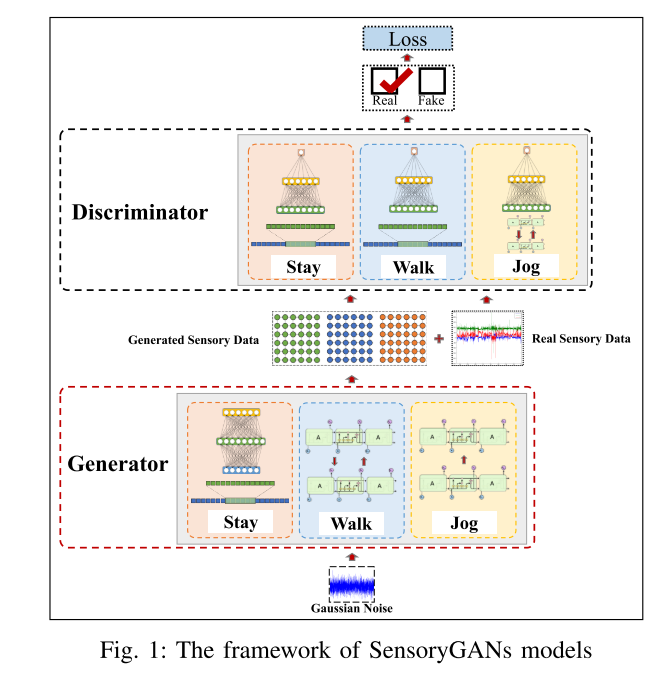 Loss
Real Fake
Discriminator
Stay Walk Jog
Generated Sensory Data
Real Sensory Data
Generator
A A A A
A A A A
Stay Walk Jog
Gaussian Noise
Fig. 1: The framework of SensoryGANs models